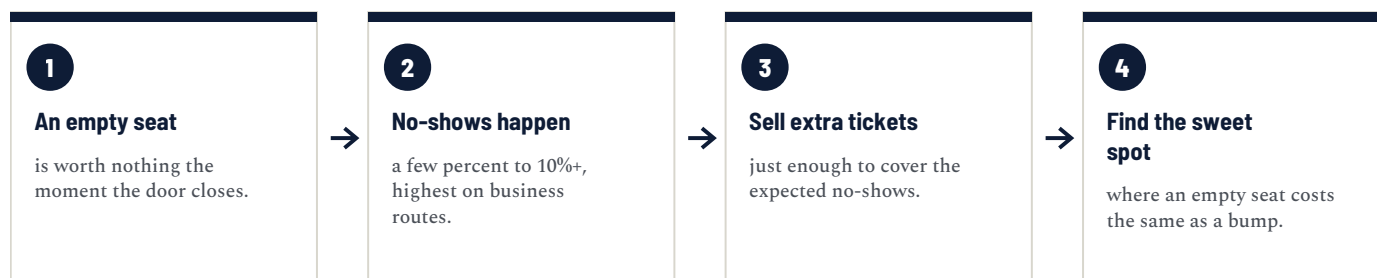 1
An empty seat
is worth nothing the
moment the door closes.
2
No-shows happen
a few percent to 10%+,
highest on business
routes.
3
Sell extra tickets
just enough to cover the
expected no-shows.
4
Find the sweet
spot
where an empty seat costs
the same as a bump.